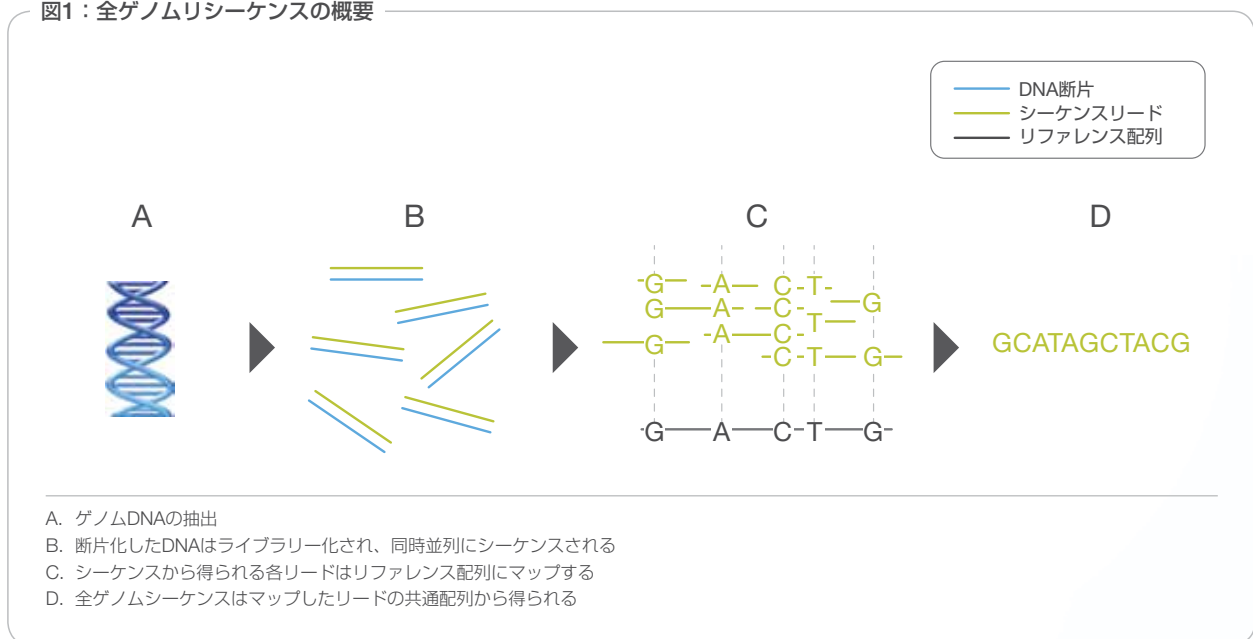 図1：全ゲノムリシーケンスの概要
DNA断片
シーケンスリード
リファレンス配列
A B C D
-G— -A— C-T-
G—A- -C- —G
-A—C T—
—G— -C-T—G—
GCATAGCTACG
-G—A—C-T—G-
A. ゲノムDNAの抽出
B. 断片化したDNAはライブラリー化され、同時並列にシーケンスされる
C. シーケンスから得られる各リードはリファレンス配列にマップする
D. 全ゲノムシーケンスはマップしたリードの共通配列から得られる